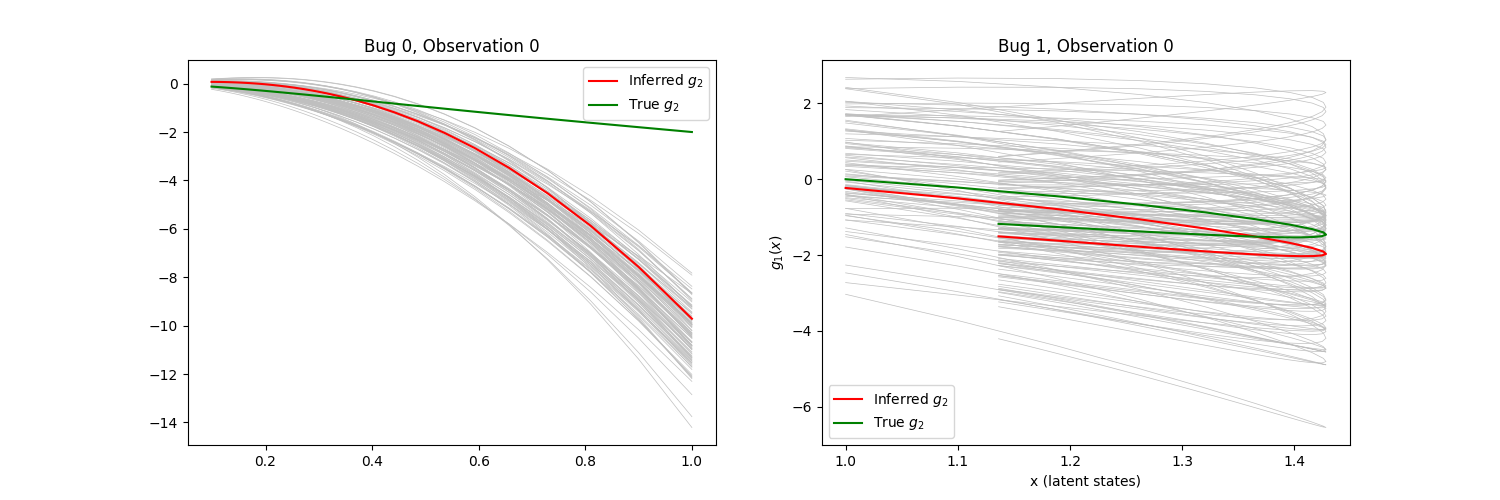 Bug 0, Observation 0
Inferred g₂
True g₂
0
−2
−4
−6
−8
−10
−12
−14
0.2 0.4 0.6 0.8 1.0
Bug 1, Observation 0
g₁(x)
2
0
−2
−4
−6
Inferred g₂
True g₂
1.0 1.1 1.2 1.3 1.4
x (latent states)